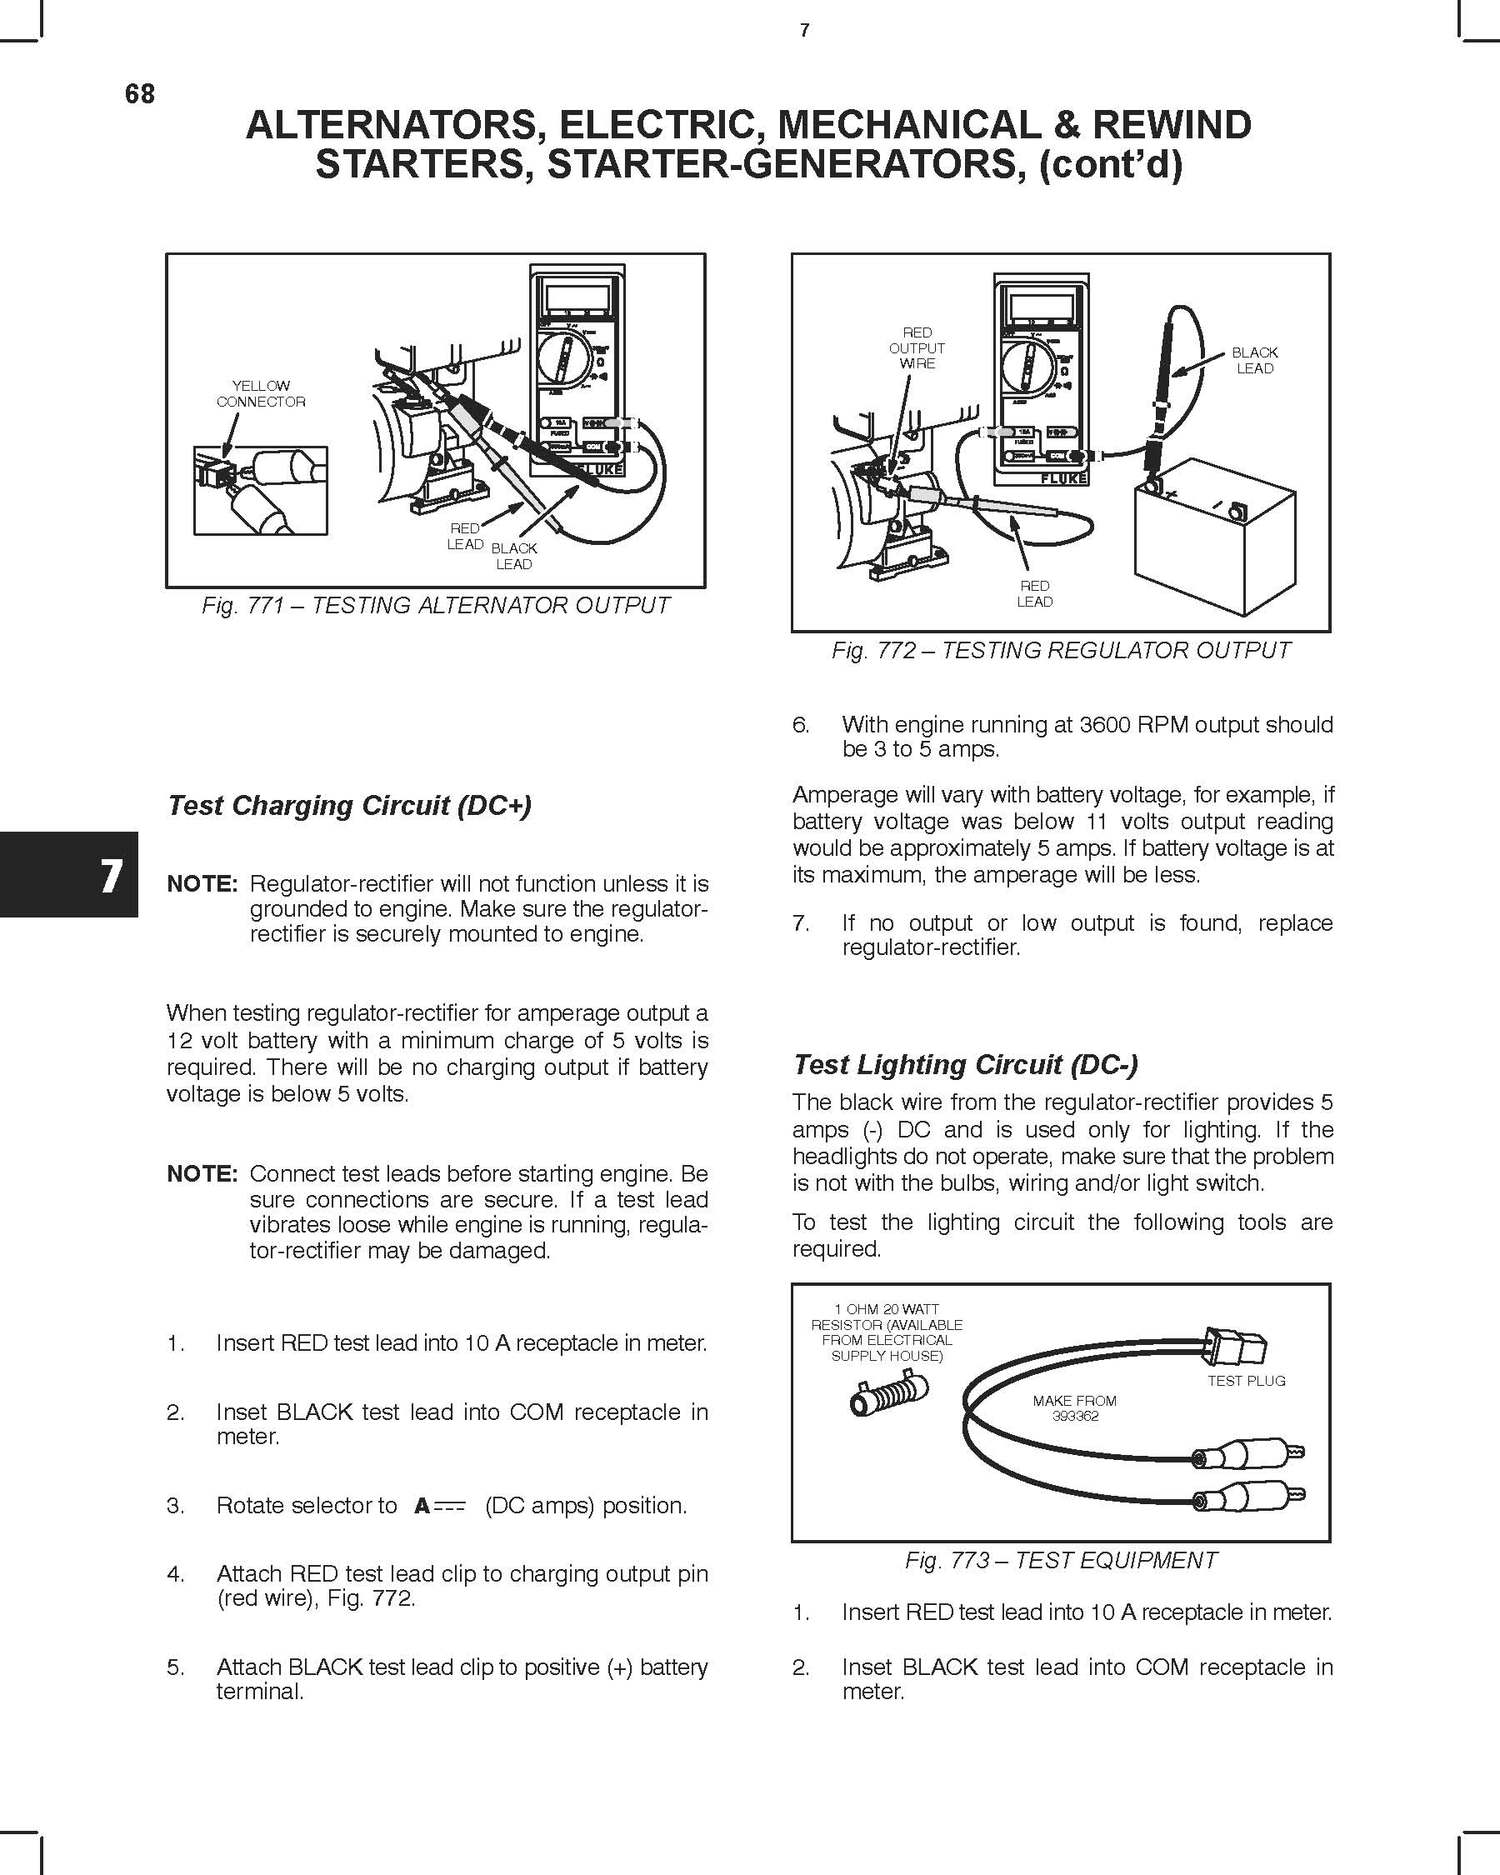 7
68
ALTERNATORS, ELECTRIC, MECHANICAL & REWIND
STARTERS, STARTER-GENERATORS, (cont’d)
YELLOW
CONNECTOR
RED
LEAD
BLACK
LEAD
FLUKE
Fig. 771 – TESTING ALTERNATOR OUTPUT
Test Charging Circuit (DC+)
7
NOTE: Regulator-rectifier will not function unless it is
grounded to engine. Make sure the regulator-
rectifier is securely mounted to engine.
When testing regulator-rectifier for amperage output a
12 volt battery with a minimum charge of 5 volts is
required. There will be no charging output if battery
voltage is below 5 volts.
NOTE: Connect test leads before starting engine. Be
sure connections are secure. If a test lead
vibrates loose while engine is running, regula-
tor-rectifier may be damaged.
1. Insert RED test lead into 10 A receptacle in meter.
2. Inset BLACK test lead into COM receptacle in
meter.
3. Rotate selector to A⎓ (DC amps) position.
4. Attach RED test lead clip to charging output pin
(red wire), Fig. 772.
5. Attach BLACK test lead clip to positive (+) battery
terminal.
RED
OUTPUT
WIRE
BLACK
LEAD
FLUKE
RED
LEAD
Fig. 772 – TESTING REGULATOR OUTPUT
6. With engine running at 3600 RPM output should
be 3 to 5 amps.
Amperage will vary with battery voltage, for example, if
battery voltage was below 11 volts output reading
would be approximately 5 amps. If battery voltage is at
its maximum, the amperage will be less.
7. If no output or low output is found, replace
regulator-rectifier.
Test Lighting Circuit (DC-)
The black wire from the regulator-rectifier provides 5
amps (-) DC and is used only for lighting. If the
headlights do not operate, make sure that the problem
is not with the bulbs, wiring and/or light switch.
To test the lighting circuit the following tools are
required.
1 OHM 20 WATT
RESISTOR (AVAILABLE
FROM ELECTRICAL
SUPPLY HOUSE)
TEST PLUG
MAKE FROM
393362
Fig. 773 – TEST EQUIPMENT
1. Insert RED test lead into 10 A receptacle in meter.
2. Inset BLACK test lead into COM receptacle in
meter.